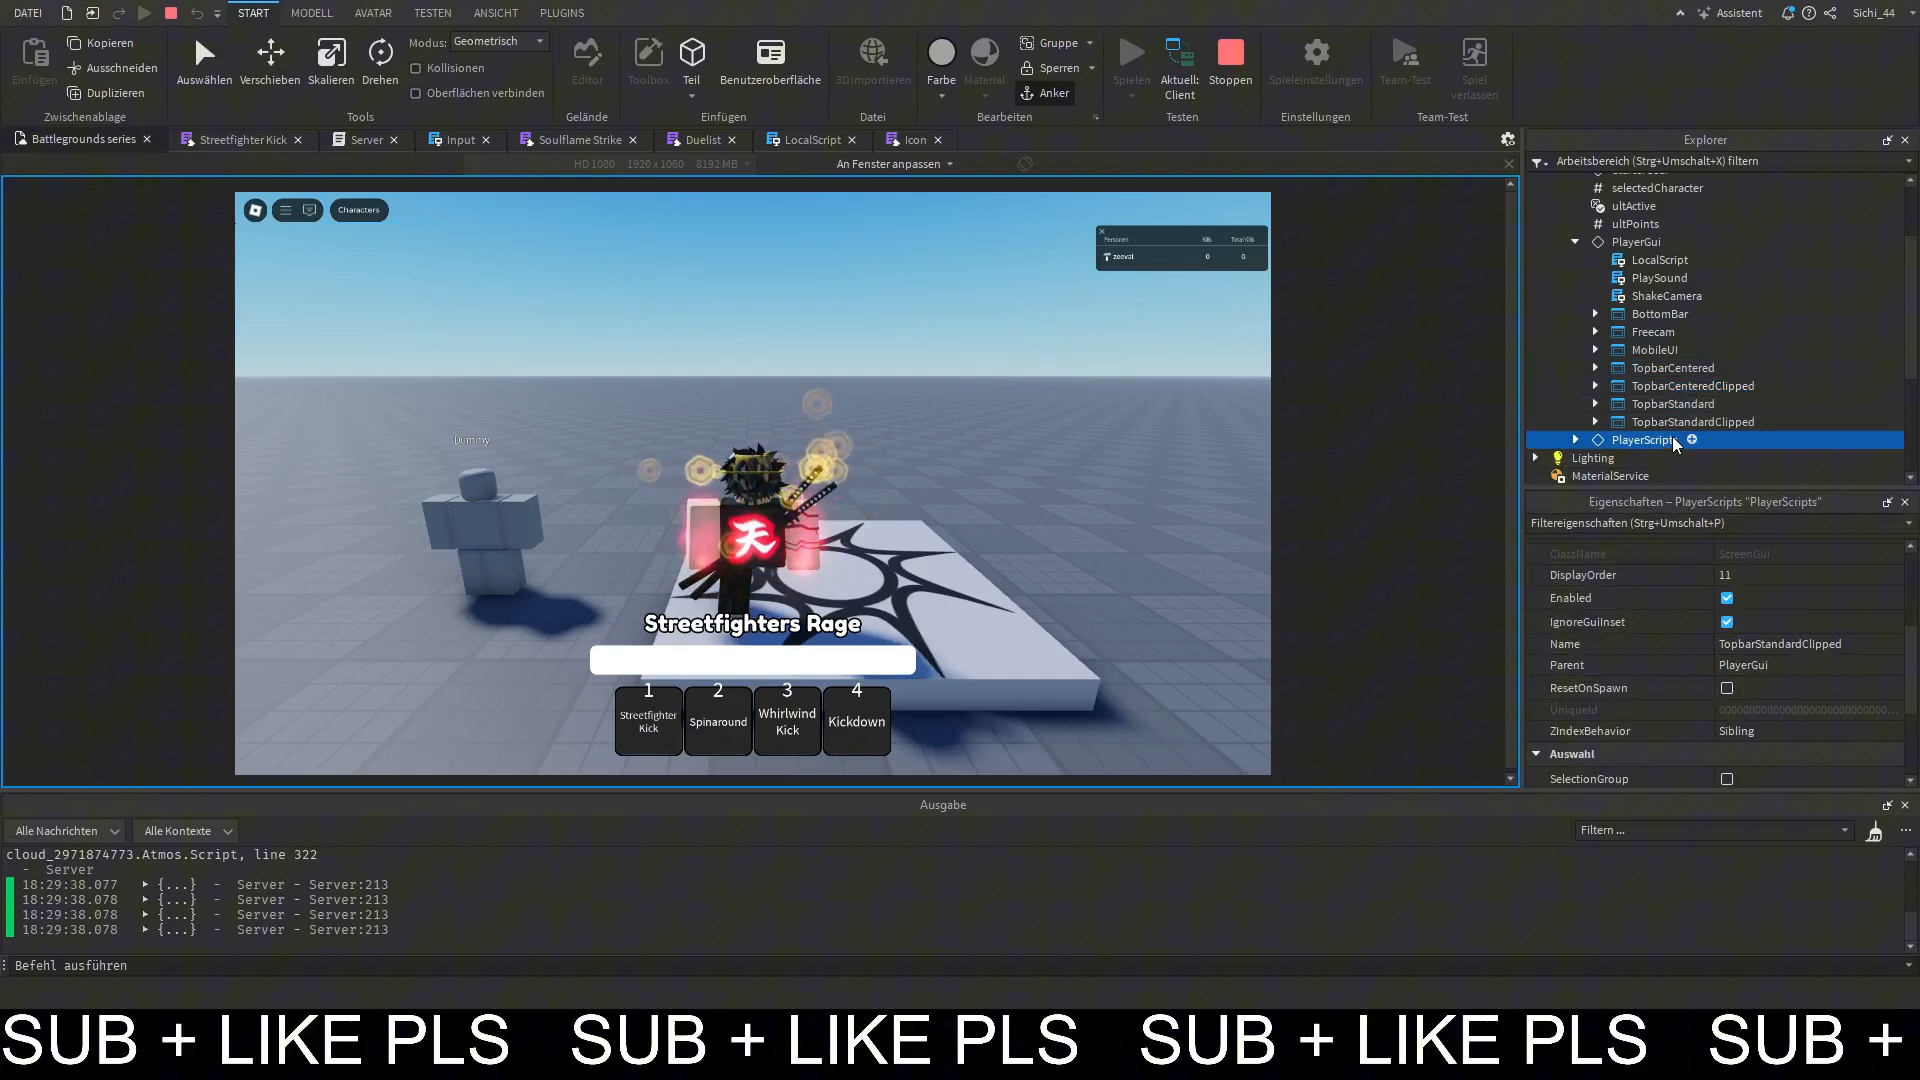 DATEI START MODELL AVATAR TESTEN ANSICHT PLUGINS Assistent Sichi_44
Einfügen Kopieren Ausschneiden Duplizieren
Zwischenablage
Auswählen Verschieben Skalieren Drehen
Modus: Geometrisch
Kollisionen
Oberflächen verbinden
Tools
Editor
Gelände
Toolbox Teil Benutzeroberfläche
Einfügen
3D Importieren
Datei
Farbe Material Gruppe Sperren Anker
Bearbeiten
Spielen Aktuell: Client Stoppen
Testen
Spieleinstellungen
Einstellungen
Team-Test Spiel verlassen
Team-Test
Battlegrounds series Streetfighter Kick Server Input Soulflame Strike Duelist LocalScript Icon
HD 1080 1920 x 1080 8192 MB An Fenster anpassen
Characters
Personen Kills Total Kills
zeeval 0 0
Dummy
天
Streetfighters Rage
1 2 3 4
Streetfighter Kick Spinaround Whirlwind Kick Kickdown
Explorer
Arbeitsbereich (Strg+Umschalt+X) filtern
selectedCharacter
ultActive
ultPoints
PlayerGui
LocalScript
PlaySound
ShakeCamera
BottomBar
Freecam
MobileUI
TopbarCentered
TopbarCenteredClipped
TopbarStandard
TopbarStandardClipped
PlayerScripts
Lighting
MaterialService
Eigenschaften – PlayerScripts "PlayerScripts"
Filtereigenschaften (Strg+Umschalt+P)
ClassName ScreenGui
DisplayOrder 11
Enabled
IgnoreGuiInset
Name TopbarStandardClipped
Parent PlayerGui
ResetOnSpawn
UniqueId
ZIndexBehavior Sibling
Auswahl
SelectionGroup
Ausgabe
Alle Nachrichten Alle Kontexte Filtern ...
cloud_2971874773.Atmos.Script, line 322
- Server
18:29:38.077 {...} - Server - Server:213
18:29:38.078 {...} - Server - Server:213
18:29:38.078 {...} - Server - Server:213
18:29:38.078 {...} - Server - Server:213
Befehl ausführen
SUB + LIKE PLS SUB + LIKE PLS SUB + LIKE PLS SUB +